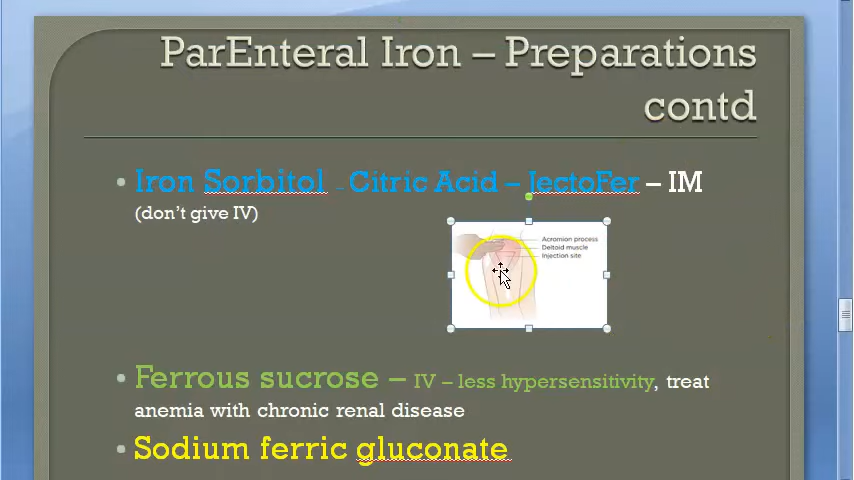 ParEnteral Iron – Preparations
contd
Iron Sorbitol – Citric Acid – JectoFer – IM
(don't give IV)
Acromion process
Deltoid muscle
Injection site
Ferrous sucrose – IV – less hypersensitivity, treat
anemia with chronic renal disease
Sodium ferric gluconate